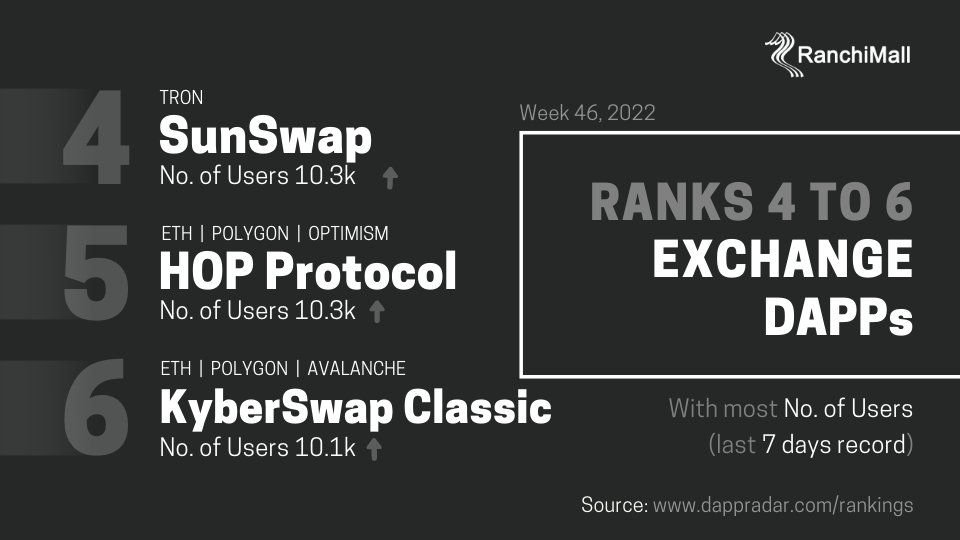 RanchiMall
4
TRON
SunSwap
No. of Users 10.3k
5
ETH | POLYGON | OPTIMISM
HOP Protocol
No. of Users 10.3k
6
ETH | POLYGON | AVALANCHE
KyberSwap Classic
No. of Users 10.1k
Week 46, 2022
RANKS 4 TO 6
EXCHANGE
DAPPs
With most No. of Users
(last 7 days record)
Source: www.dappradar.com/rankings